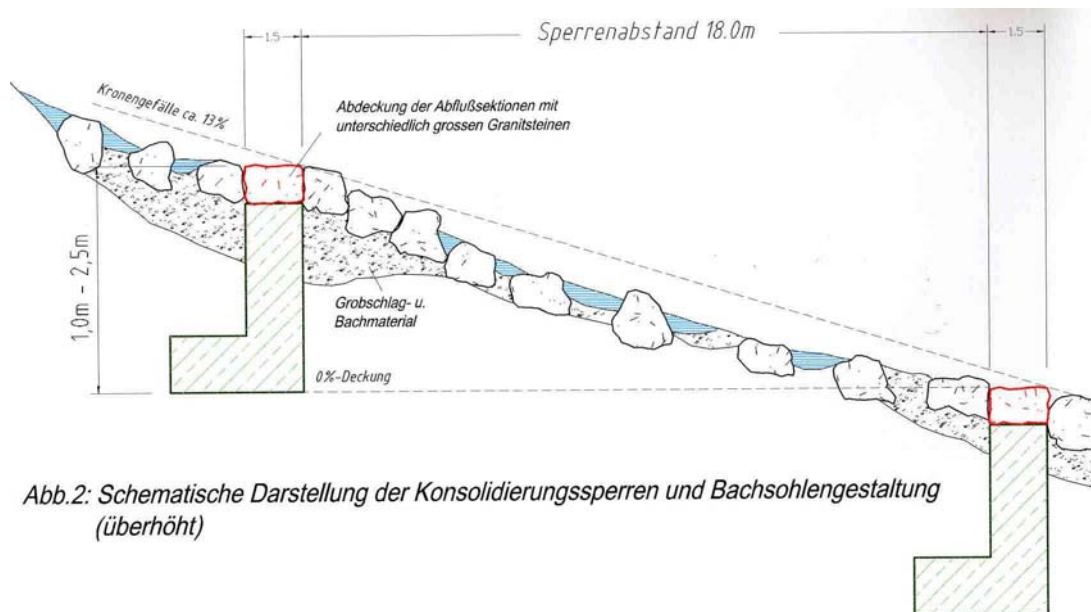 1.5
Sperrenabstand 18.0m
1.5
Kronengefälle ca. 13%
Abdeckung der Abflußsektionen mit
unterschiedlich grossen Granitsteinen
1,0m - 2,5m
Grobschlag- u.
Bachmaterial
0%-Deckung
Abb.2: Schematische Darstellung der Konsolidierungssperren und Bachsohlengestaltung
(überhöht)